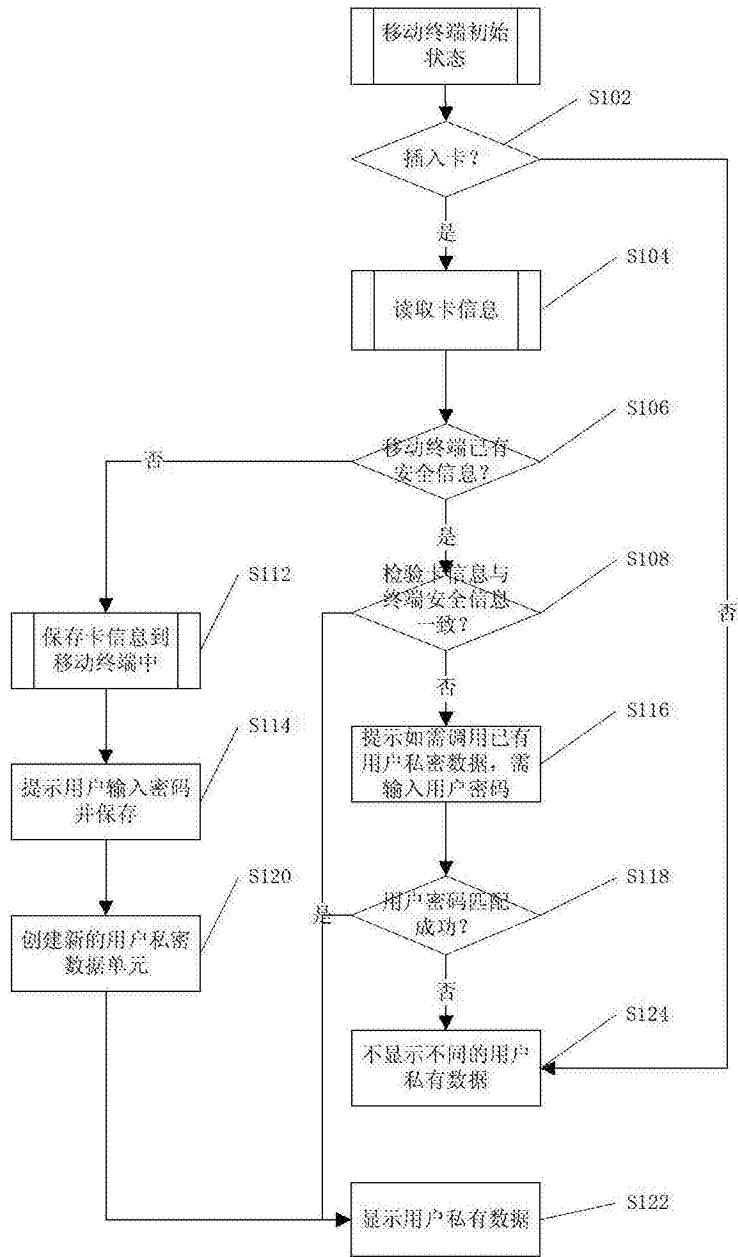 移动终端初始
状态
S102
插入卡?
是
S104
读取卡信息
S106
移动终端已有
安全信息?
否
是
S108
检验卡信息与
终端安全信息
一致?
S112
保存卡信息到
移动终端中
否
否
S116
提示如需调用已有
用户私密数据，需
输入用户密码
S114
提示用户输入密码
并保存
S118
用户密码匹配
成功?
是
S120
创建新的用户私密
数据单元
否
S124
不显示不同的用户
私有数据
S122
显示用户私有数据